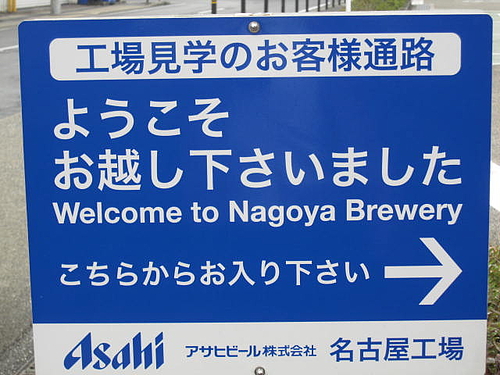 工場見学のお客様通路
ようこそ
お越し下さいました
Welcome to Nagoya Brewery
こちらからお入り下さい
Asahi アサヒビール株式会社 名古屋工場